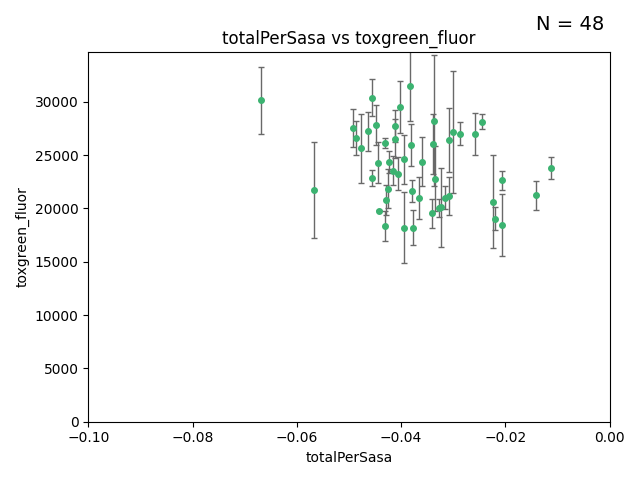 N = 48
totalPerSasa vs toxgreen_fluor
toxgreen_fluor
30000
25000
20000
15000
10000
5000
0
−0.10 −0.08 −0.06 −0.04 −0.02 0.00
totalPerSasa